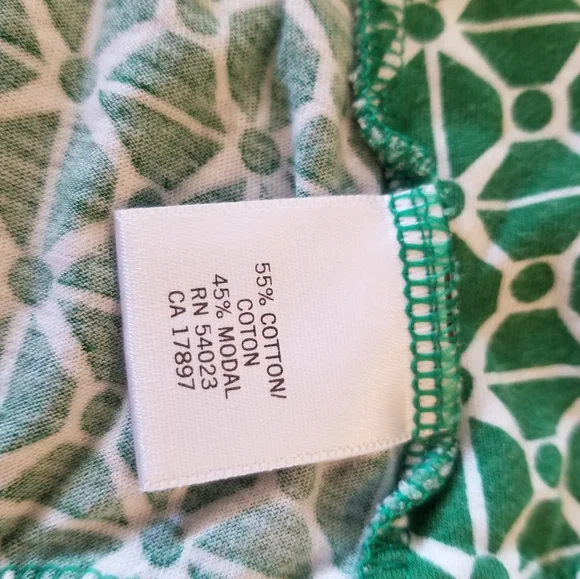 55% COTTON/
COTON
45% MODAL
RN 54023
CA 17897